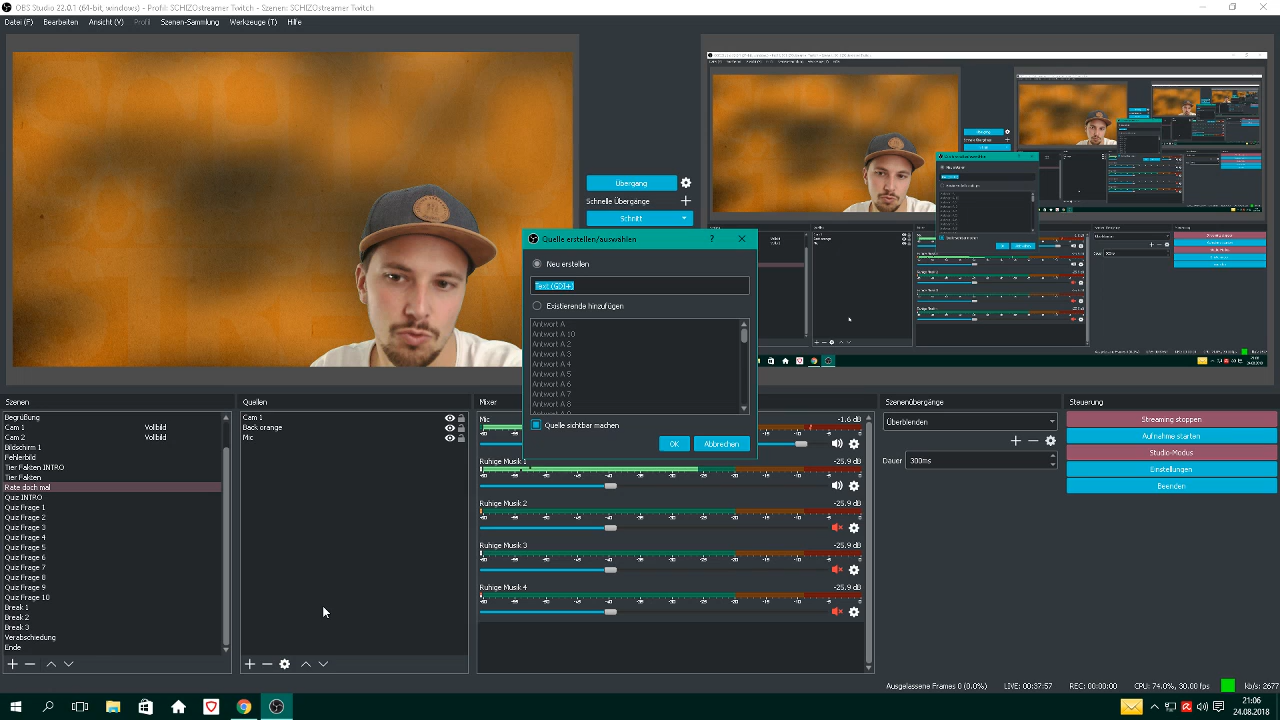 OBS Studio 22.0.1 (64-bit, windows) - Profil: SCHIZOstreamer Twitch - Szenen: SCHIZOstreamer Twitch
Datei (F)
Bearbeiten
Ansicht (V)
Profil
Szenen-Sammlung
Werkzeuge (T)
Hilfe
Übergang
Schnelle Übergänge
Schnitt
Quelle erstellen/auswählen
?
Neu erstellen
Text (GDI+)
Existierende hinzufügen
Antwort A
Antwort A 10
Antwort A 2
Antwort A 3
Antwort A 4
Antwort A 5
Antwort A 6
Antwort A 7
Antwort A 8
Quelle sichtbar machen
OK
Abbrechen
Szenen
Begrüßung
Cam 1 Vollbild
Cam 2 Vollbild
Bildschirm 1
Fehlerbild
Tier Fakten INTRO
Tier Fakten
Rate doch mal
Quiz INTRO
Quiz Frage 1
Quiz Frage 2
Quiz Frage 3
Quiz Frage 4
Quiz Frage 5
Quiz Frage 6
Quiz Frage 7
Quiz Frage 8
Quiz Frage 9
Quiz Frage 10
Break 1
Break 2
Break 3
Verabschiedung
Ende
Quellen
Cam 1
Back orange
Mic
Mixer
Mic -1.6 dB
Ruhige Musik 1 -25.9 dB
Ruhige Musik 2 -25.9 dB
Ruhige Musik 3 -25.9 dB
Ruhige Musik 4 -25.9 dB
Szenenübergänge
Überblenden
Dauer 300ms
Steuerung
Streaming stoppen
Aufnahme starten
Studio-Modus
Einstellungen
Beenden
Ausgelassene Frames 0 (0.0%) LIVE: 00:37:57 REC: 00:00:00 CPU: 74.0%, 30.00 fps kb/s: 2677
21:06
24.08.2018